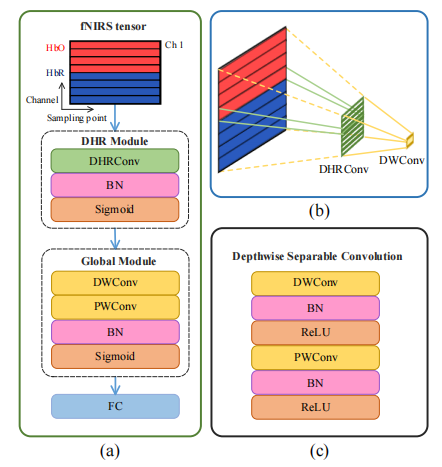 fNIRS tensor
HbO
Ch 1
HbR
Channel
Sampling point
DHR Module
DHRConv
BN
Sigmoid
Global Module
DWConv
PWConv
BN
Sigmoid
FC
(a)
DHRConv
DWConv
(b)
Depthwise Separable Convolution
DWConv
BN
ReLU
PWConv
BN
ReLU
(c)